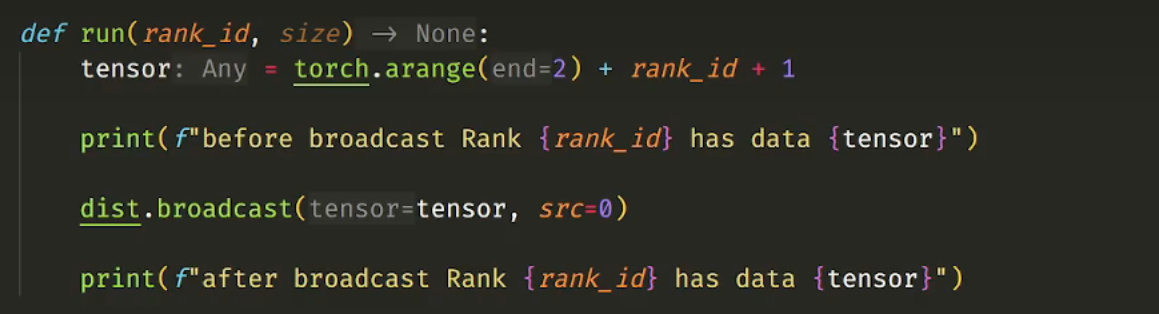 def run(rank_id, size) → None:
tensor: Any = torch.arange(end=2) + rank_id + 1
print(f"before broadcast Rank {rank_id} has data {tensor}")
dist.broadcast(tensor=tensor, src=0)
print(f"after broadcast Rank {rank_id} has data {tensor}")